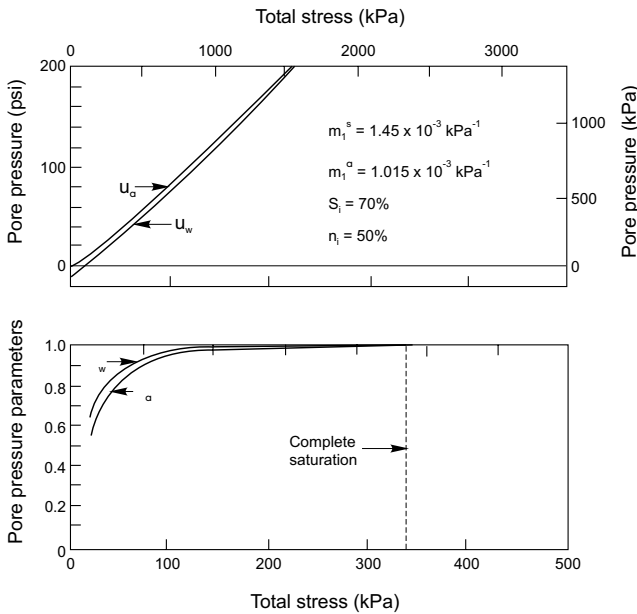 Total stress (kPa)
0 1000 2000 3000
200
100
0
Pore pressure (psi)
1000
500
0
Pore pressure (kPa)
m₁ˢ = 1.45 x 10⁻³ kPa⁻¹
m₁ᵃ = 1.015 x 10⁻³ kPa⁻¹
Sᵢ = 70%
nᵢ = 50%
uₐ
u_w
Pore pressure parameters
1.0
0.8
0.6
0.4
0.2
0
w
a
Complete
saturation
0 100 200 300 400 500
Total stress (kPa)